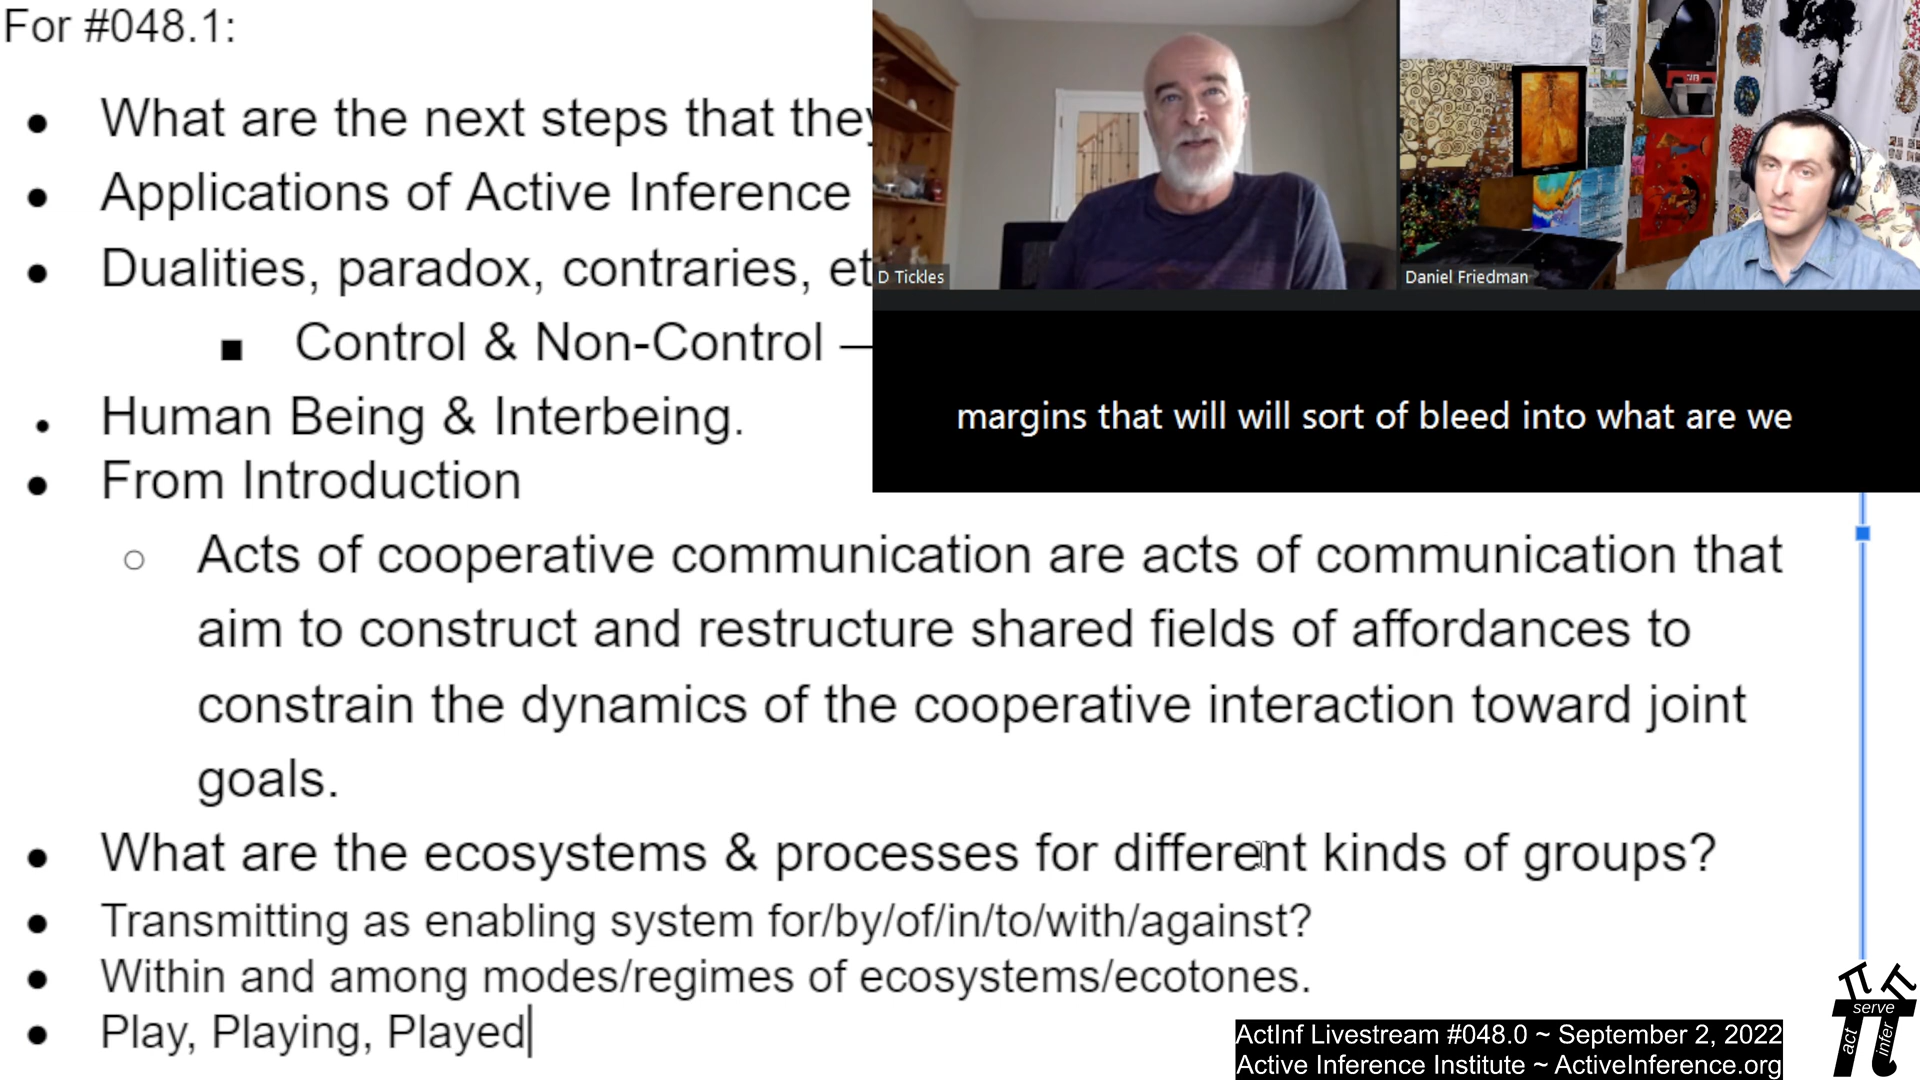 For #048.1:
● What are the next steps that they
● Applications of Active Inference
● Dualities, paradox, contraries, et
■ Control & Non-Control —
● Human Being & Interbeing.
● From Introduction
○ Acts of cooperative communication are acts of communication that
aim to construct and restructure shared fields of affordances to
constrain the dynamics of the cooperative interaction toward joint
goals.
● What are the ecosystems & processes for different kinds of groups?
● Transmitting as enabling system for/by/of/in/to/with/against?
● Within and among modes/regimes of ecosystems/ecotones.
● Play, Playing, Played
D Tickles
Daniel Friedman
margins that will will sort of bleed into what are we
ActInf Livestream #048.0 ~ September 2, 2022
Active Inference Institute ~ ActiveInference.org
serve
act
infer